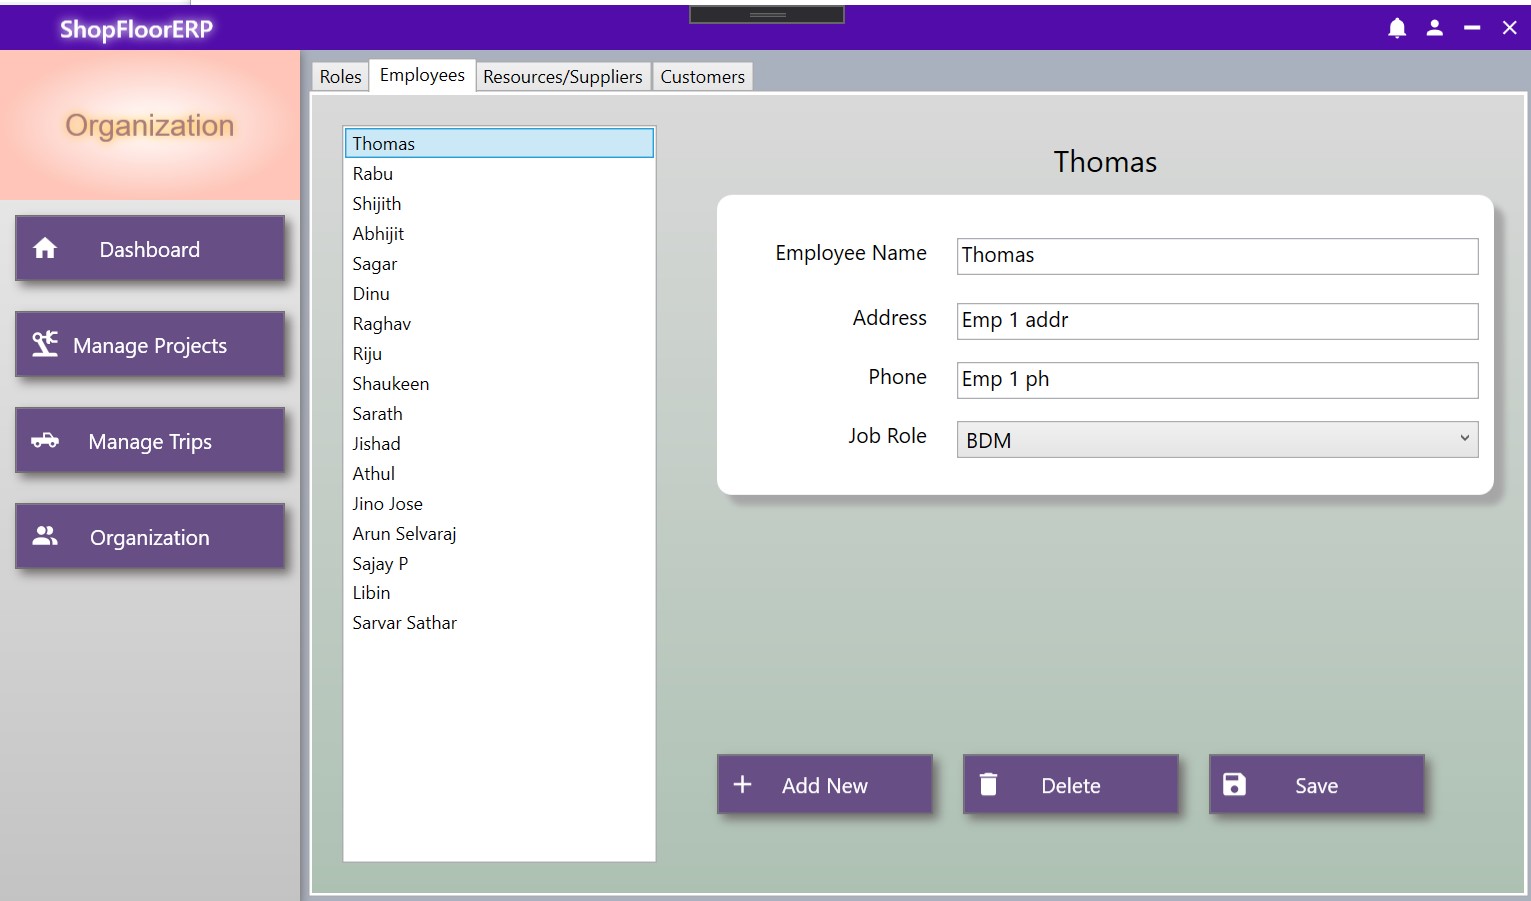 ShopFloorERP
Organization
Dashboard
Manage Projects
Manage Trips
Organization
Roles Employees Resources/Suppliers Customers
Thomas
Rabu
Shijith
Abhijit
Sagar
Dinu
Raghav
Riju
Shaukeen
Sarath
Jishad
Athul
Jino Jose
Arun Selvaraj
Sajay P
Libin
Sarvar Sathar
Thomas
Employee Name Thomas
Address Emp 1 addr
Phone Emp 1 ph
Job Role BDM
Add New Delete Save